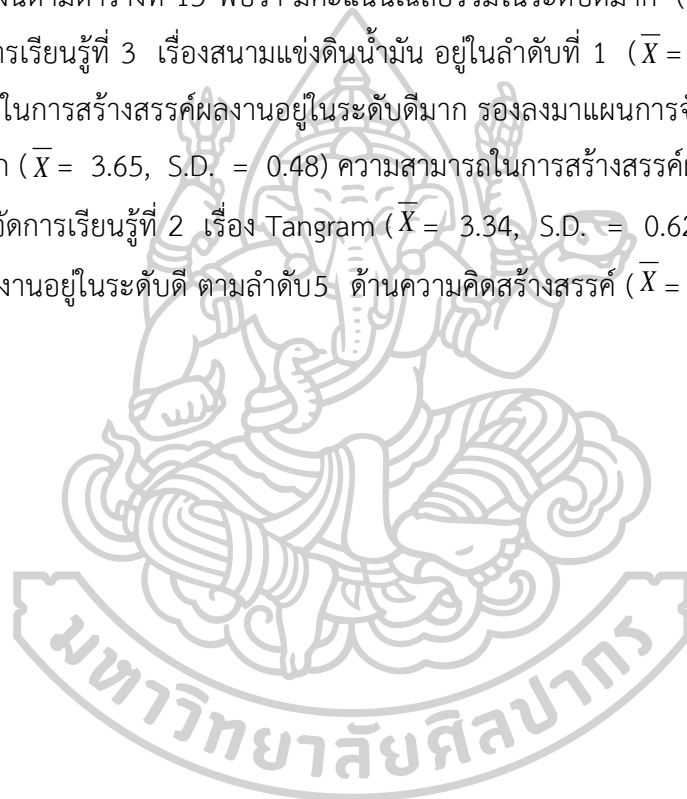 งนตามตารางที่ 13 พบว่า มีคะแนนเฉลี่ยรวมในระดับดีมาก (
ารเรียนรู้ที่ 3 เรื่องสนามแข่งดินน้ำมัน อยู่ในลำดับที่ 1 (X̅ =
ในการสร้างสรรค์ผลงานอยู่ในระดับดีมาก รองลงมาแผนการจั
า (X̅ = 3.65, S.D. = 0.48) ความสามารถในการสร้างสรรค์
จัดการเรียนรู้ที่ 2 เรื่อง Tangram (X̅ = 3.34, S.D. = 0.62
งานอยู่ในระดับดี ตามลำดับ5 ด้านความคิดสร้างสรรค์ (X̅ =
มหาวิทยาลัยศิลปากร